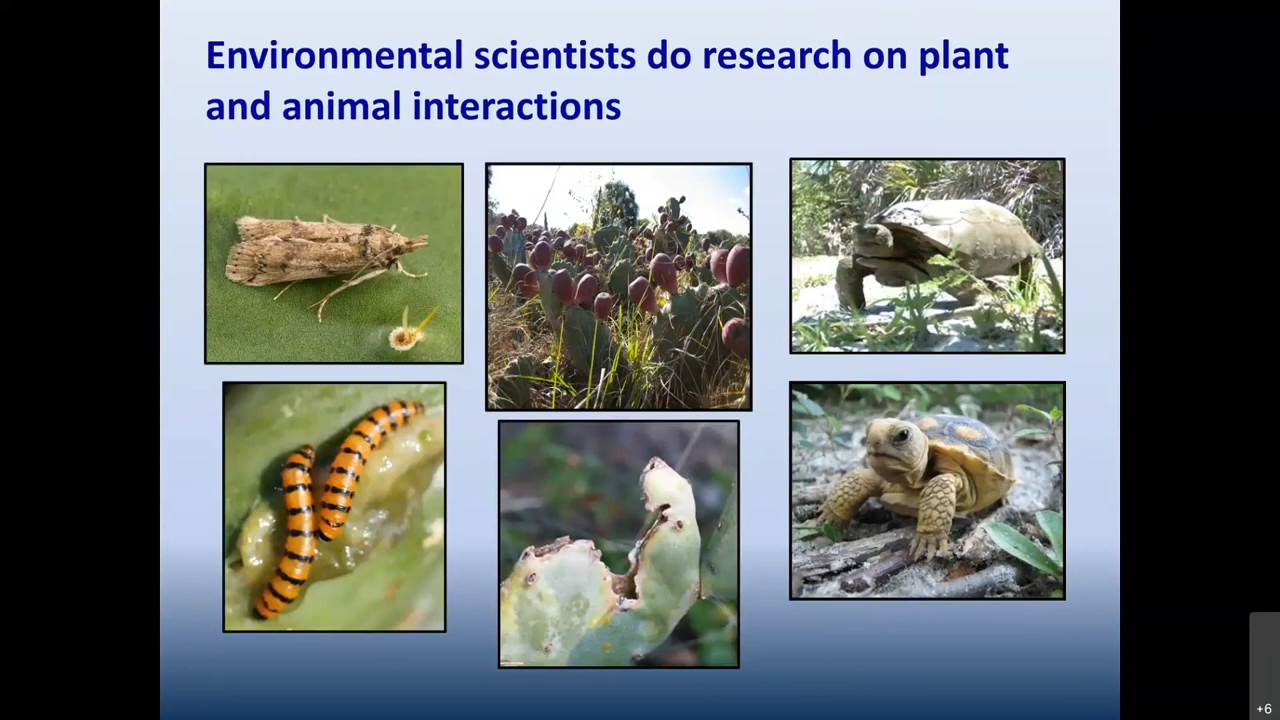 Environmental scientists do research on plant
and animal interactions
+6